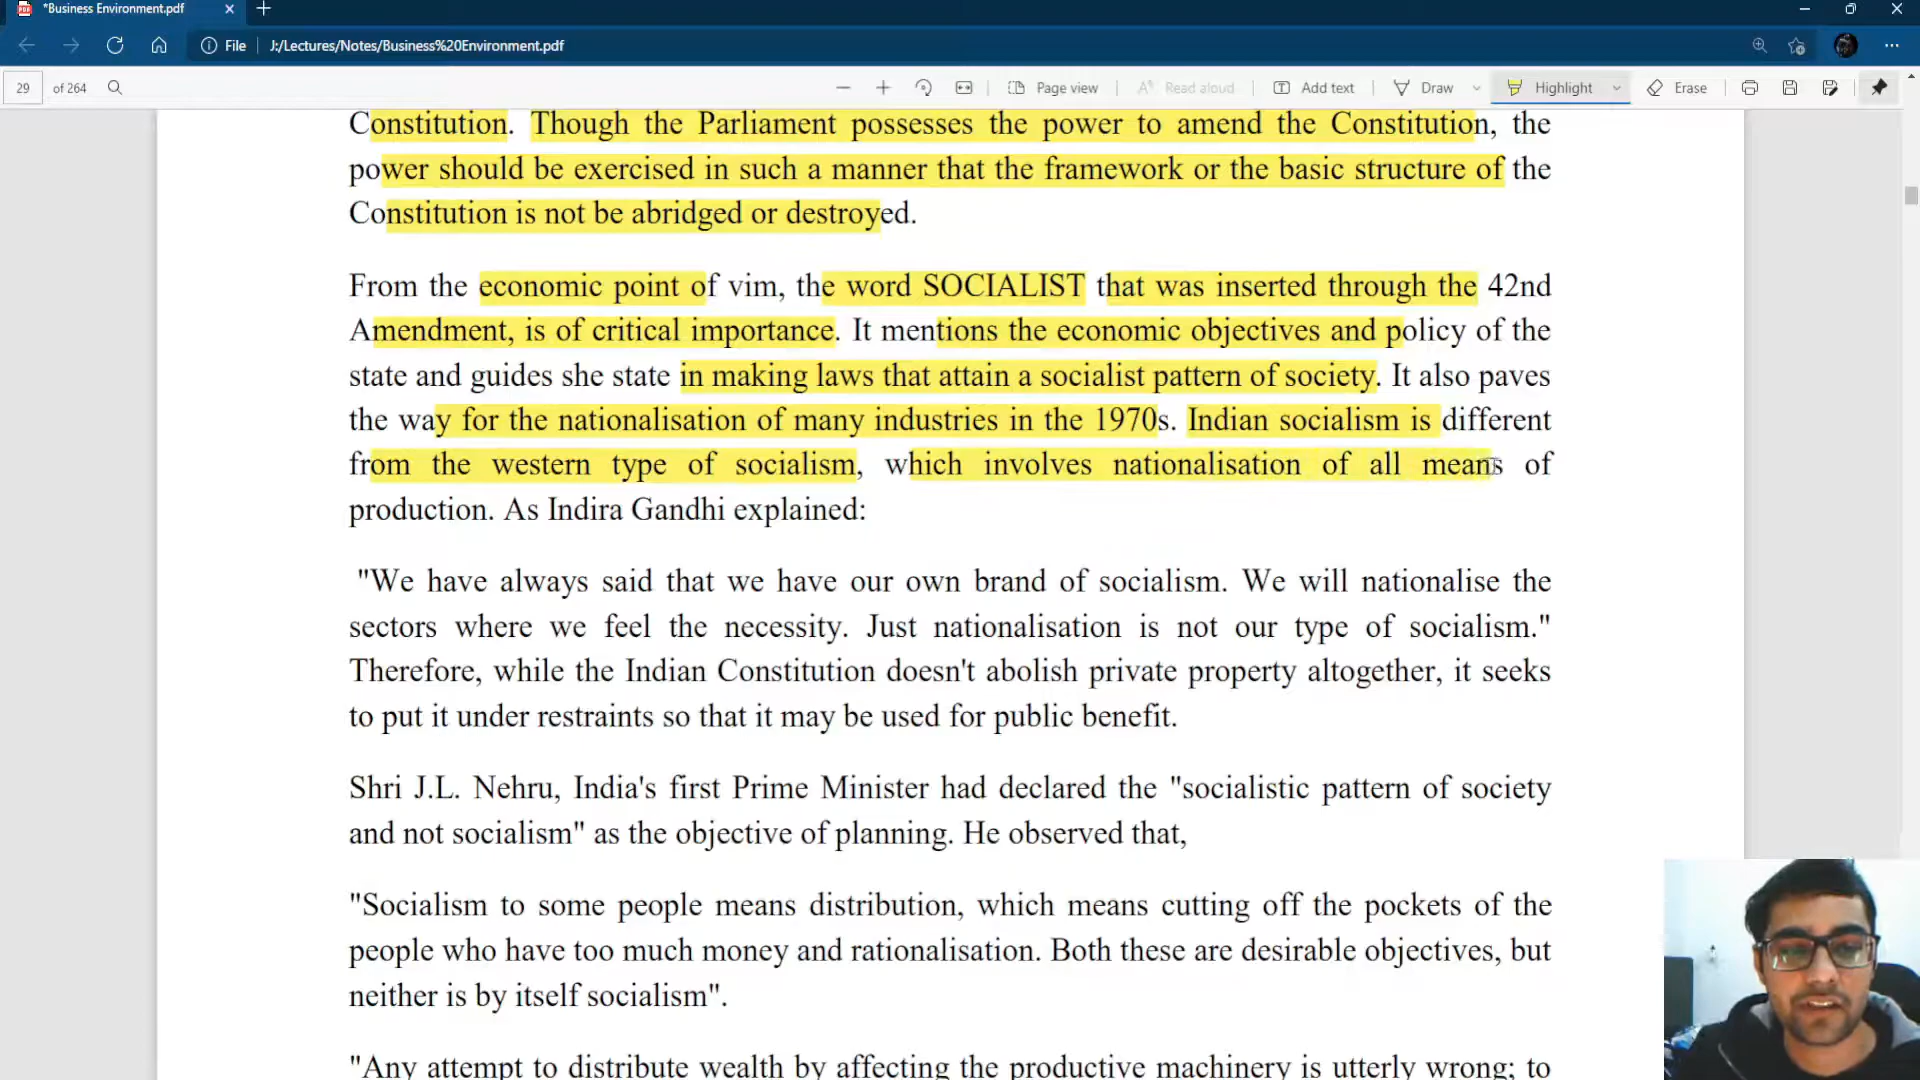 *Business Environment.pdf
File J:/Lectures/Notes/Business%20Environment.pdf
29 of 264 Page view Read aloud Add text Draw Highlight Erase
Constitution. Though the Parliament possesses the power to amend the Constitution, the
power should be exercised in such a manner that the framework or the basic structure of the
Constitution is not be abridged or destroyed.
From the economic point of vim, the word SOCIALIST that was inserted through the 42nd
Amendment, is of critical importance. It mentions the economic objectives and policy of the
state and guides she state in making laws that attain a socialist pattern of society. It also paves
the way for the nationalisation of many industries in the 1970s. Indian socialism is different
from the western type of socialism, which involves nationalisation of all means of
production. As Indira Gandhi explained:
"We have always said that we have our own brand of socialism. We will nationalise the
sectors where we feel the necessity. Just nationalisation is not our type of socialism."
Therefore, while the Indian Constitution doesn't abolish private property altogether, it seeks
to put it under restraints so that it may be used for public benefit.
Shri J.L. Nehru, India's first Prime Minister had declared the "socialistic pattern of society
and not socialism" as the objective of planning. He observed that,
"Socialism to some people means distribution, which means cutting off the pockets of the
people who have too much money and rationalisation. Both these are desirable objectives, but
neither is by itself socialism".
"Any attempt to distribute wealth by affecting the productive machinery is utterly wrong; to